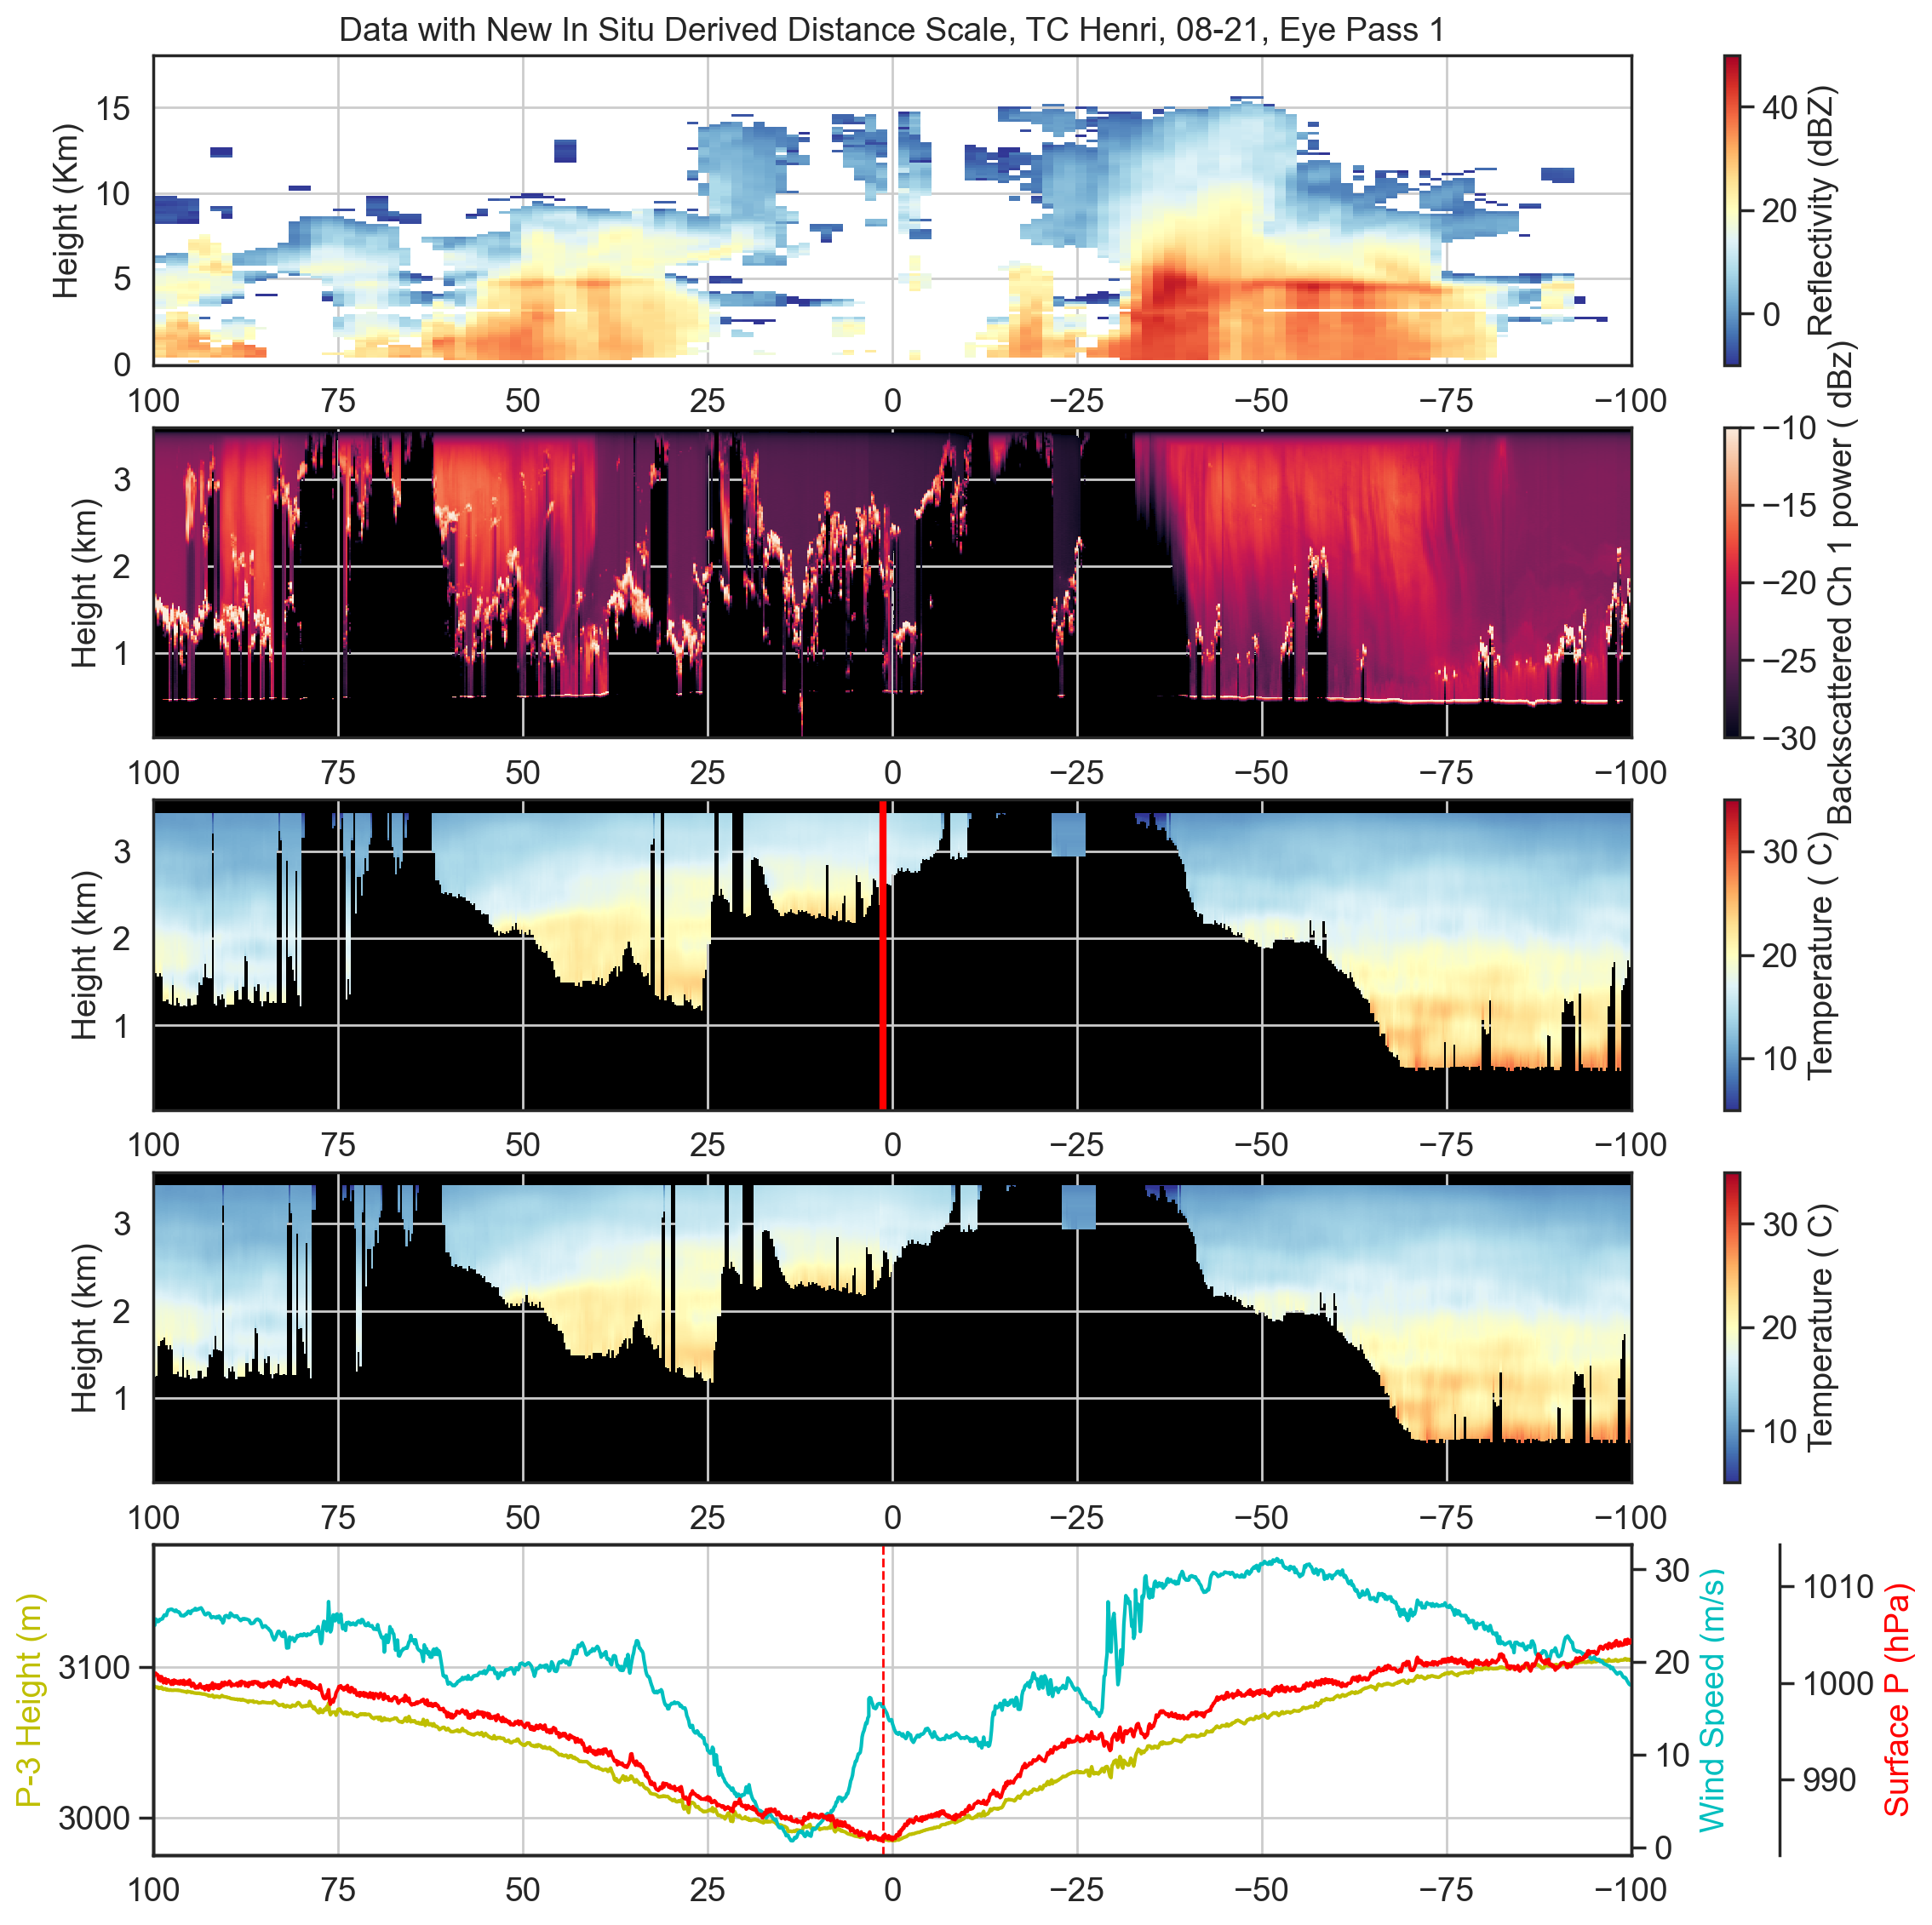 Data with New In Situ Derived Distance Scale, TC Henri, 08-21, Eye Pass 1
Height (Km)
15
10
5
0
100 75 50 25 0 −25 −50 −75 −100
40
20
0
Reflectivity (dBZ)
Height (km)
3
2
1
100 75 50 25 0 −25 −50 −75 −100
−10
−15
−20
−25
−30
Backscattered Ch 1 power ( dBz)
Height (km)
3
2
1
100 75 50 25 0 −25 −50 −75 −100
30
20
10
Temperature ( C)
Height (km)
3
2
1
100 75 50 25 0 −25 −50 −75 −100
30
20
10
Temperature ( C)
P-3 Height (m)
3100
3000
100 75 50 25 0 −25 −50 −75 −100
30
20
10
0
Wind Speed (m/s)
1010
1000
990
Surface P (hPa)